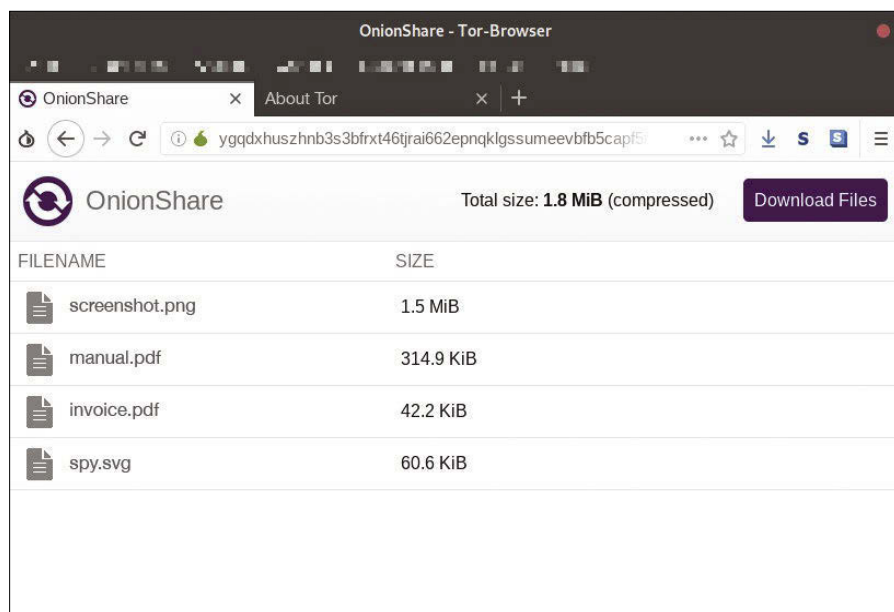 OnionShare - Tor-Browser
OnionShare About Tor
ygqdxhuszhnb3s3bfrxt46tjrai662epnqklgssumeevbfb5capf5
OnionShare Total size: 1.8 MiB (compressed) Download Files
FILENAME SIZE
screenshot.png 1.5 MiB
manual.pdf 314.9 KiB
invoice.pdf 42.2 KiB
spy.svg 60.6 KiB